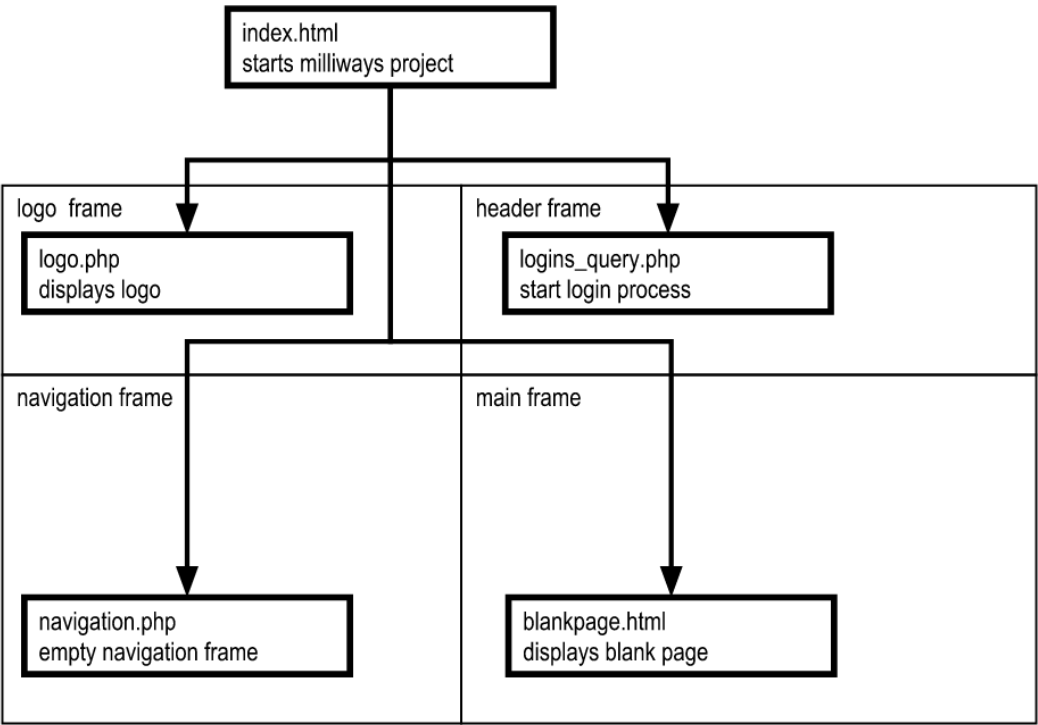 index.html
starts milliways project
logo frame
header frame
logo.php
displays logo
logins_query.php
start login process
navigation frame
main frame
navigation.php
empty navigation frame
blankpage.html
displays blank page